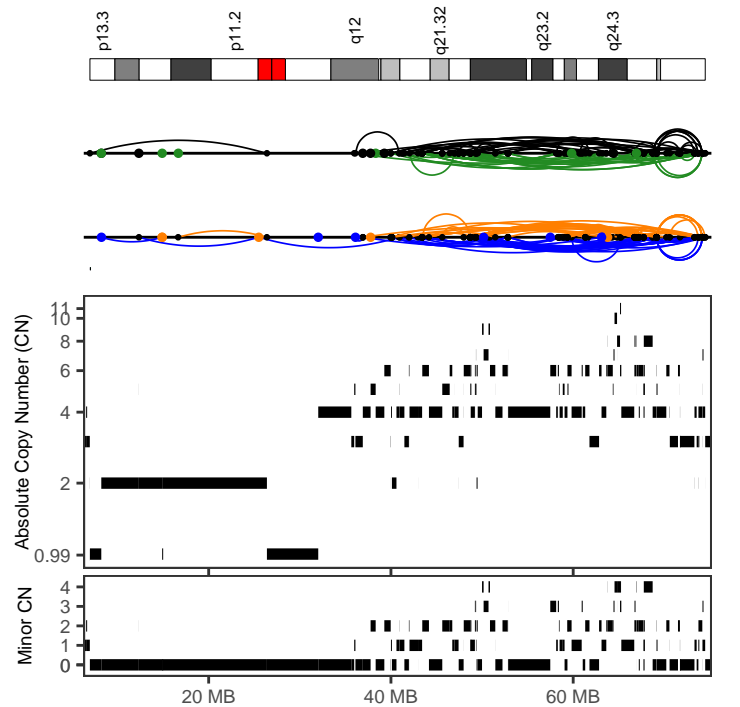 p13.3
p11.2
q12
q21.32
q23.2
q24.3
Absolute Copy Number (CN)
11
10
8
6
4
2
0.99
Minor CN
4
3
2
1
0
20 MB
40 MB
60 MB